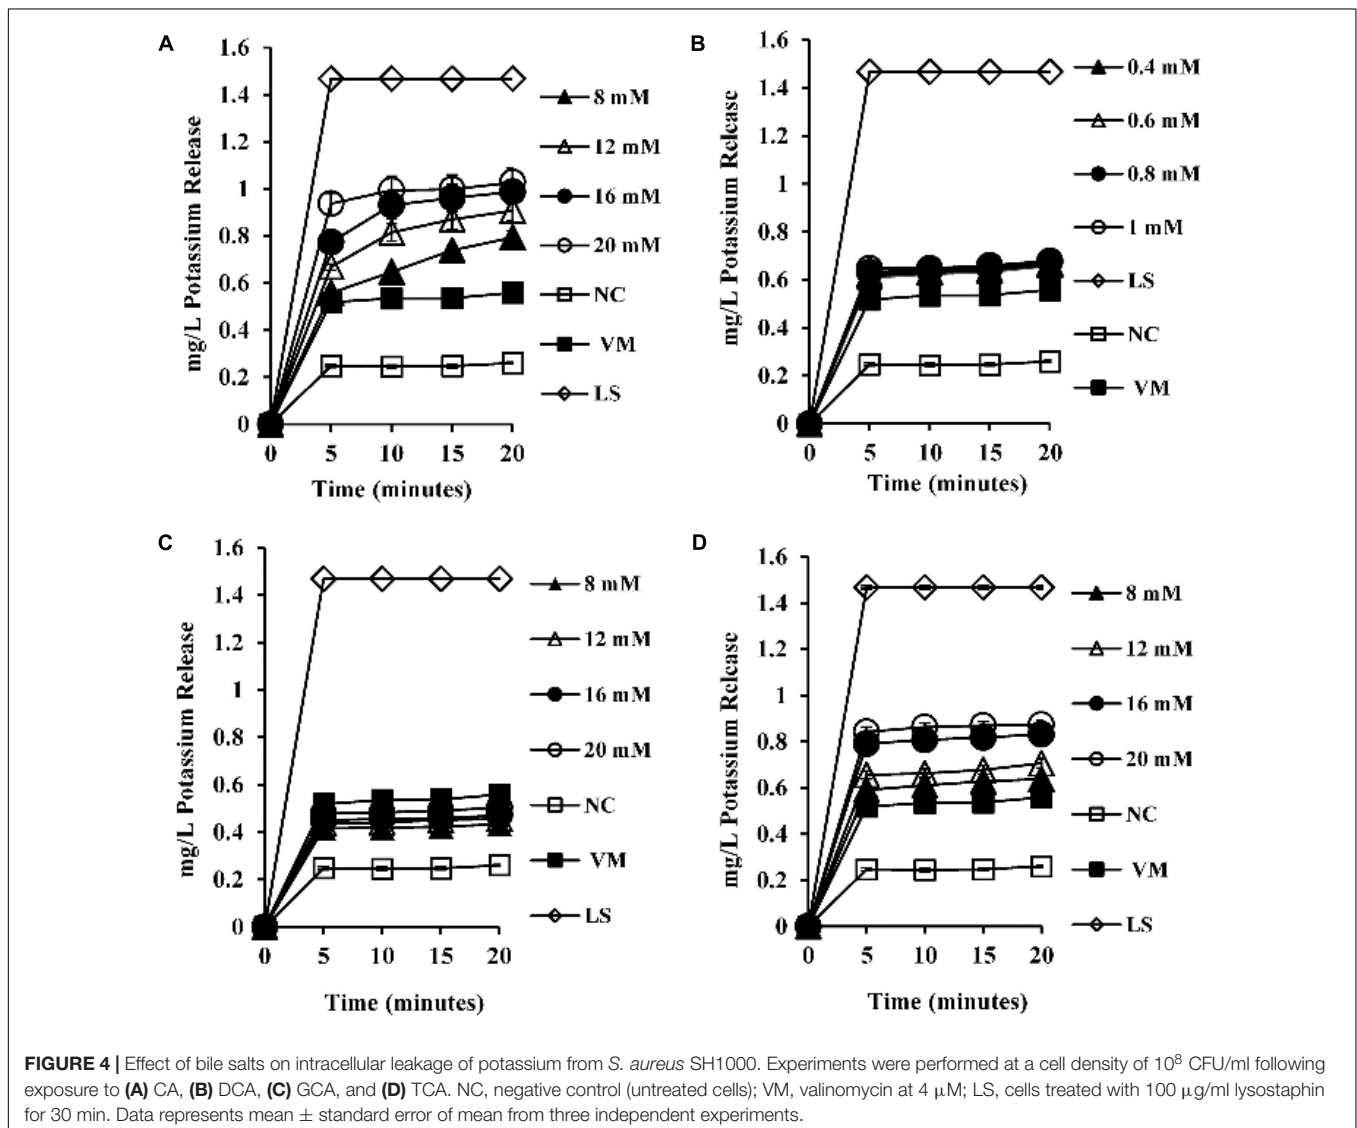 A
1.6
1.4
1.2
1
0.8
0.6
0.4
0.2
0
0 5 10 15 20
mg/L Potassium Release
Time (minutes)
8 mM
12 mM
16 mM
20 mM
NC
VM
LS
B
1.6
1.4
1.2
1
0.8
0.6
0.4
0.2
0
0 5 10 15 20
mg/L Potassium Release
Time (minutes)
0.4 mM
0.6 mM
0.8 mM
1 mM
LS
NC
VM
C
1.6
1.4
1.2
1
0.8
0.6
0.4
0.2
0
0 5 10 15 20
mg/L Potassium Release
Time (minutes)
8 mM
12 mM
16 mM
20 mM
NC
VM
LS
D
1.6
1.4
1.2
1
0.8
0.6
0.4
0.2
0
0 5 10 15 20
mg/L Potassium Release
Time (minutes)
8 mM
12 mM
16 mM
20 mM
NC
VM
LS
FIGURE 4 | Effect of bile salts on intracellular leakage of potassium from S. aureus SH1000. Experiments were performed at a cell density of 10⁸ CFU/ml following
exposure to (A) CA, (B) DCA, (C) GCA, and (D) TCA. NC, negative control (untreated cells); VM, valinomycin at 4 μM; LS, cells treated with 100 μg/ml lysostaphin
for 30 min. Data represents mean ± standard error of mean from three independent experiments.